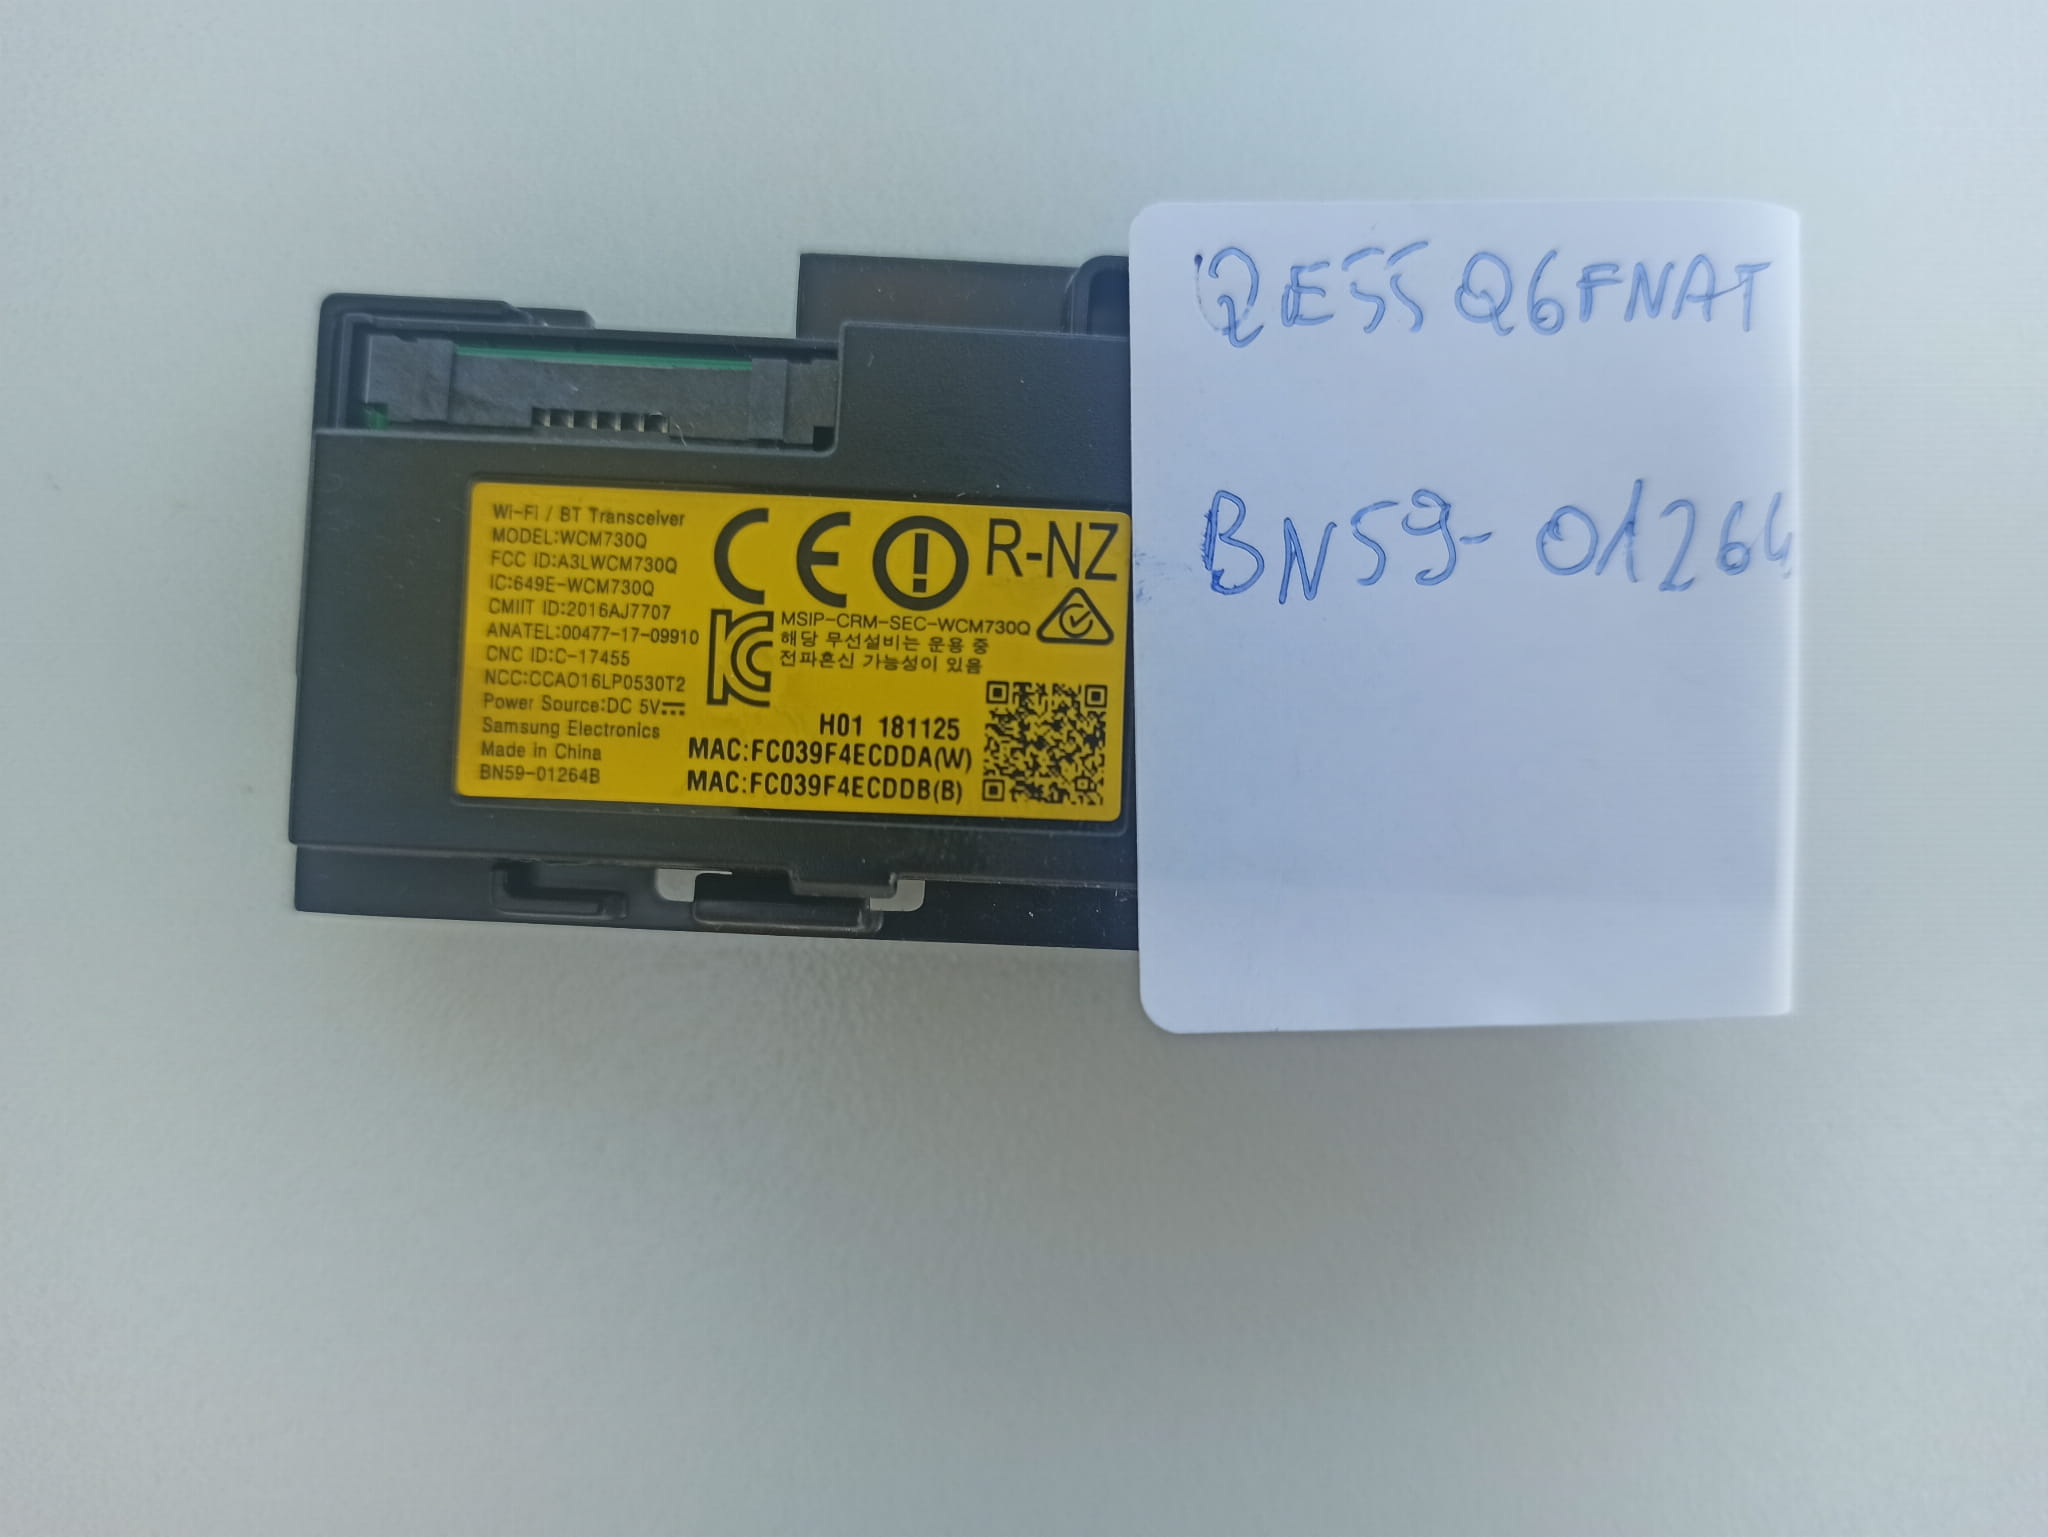 Wi-Fi / BT Transceiver
MODEL:WCM730Q
FCC ID:A3LWCM730Q
IC:649E-WCM730Q
CMIIT ID:2016AJ7707
ANATEL:00477-17-09910
CNC ID:C-17455
NCC:CCAO16LP0530T2
Power Source:DC 5V
Samsung Electronics
Made in China
BN59-01264B
CE R-NZ
MSIP-CRM-SEC-WCM730Q
해당 무선설비는 운용 중
전파혼신 가능성이 있음
H01 181125
MAC:FC039F4ECDDA(W)
MAC:FC039F4ECDDB(B)
QE55Q6FNAT
BN59-01264